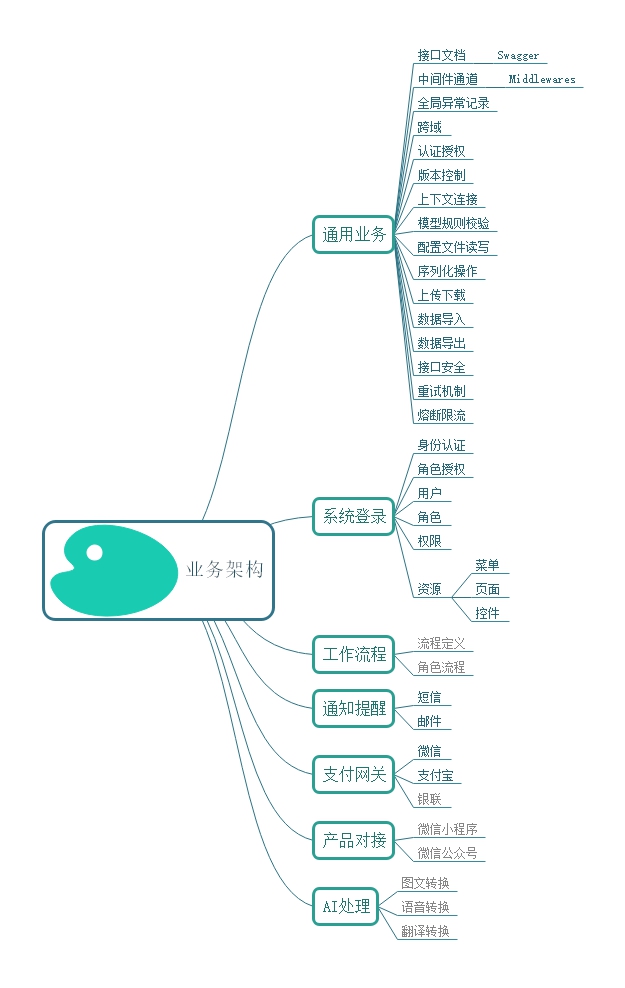 业务架构
通用业务
接口文档 Swagger
中间件通道 Middlewares
全局异常记录
跨域
认证授权
版本控制
上下文连接
模型规则校验
配置文件读写
序列化操作
上传下载
数据导入
数据导出
接口安全
重试机制
熔断限流
系统登录
身份认证
角色授权
用户
角色
权限
资源
菜单
页面
控件
工作流程
流程定义
角色流程
通知提醒
短信
邮件
支付网关
微信
支付宝
银联
产品对接
微信小程序
微信公众号
AI处理
图文转换
语音转换
翻译转换